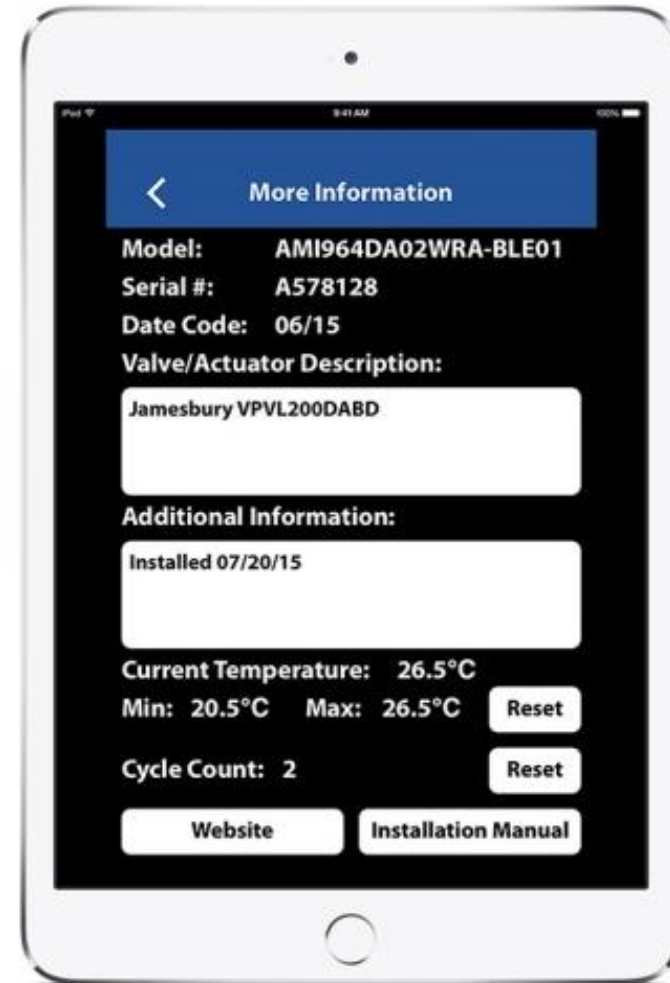 iPad 9:41 AM 100%
More Information
Model: AMI964DA02WRA-BLE01
Serial #: A578128
Date Code: 06/15
Valve/Actuator Description:
Jamesbury VPVL200DABD
Additional Information:
Installed 07/20/15
Current Temperature: 26.5°C
Min: 20.5°C Max: 26.5°C Reset
Cycle Count: 2 Reset
Website Installation Manual